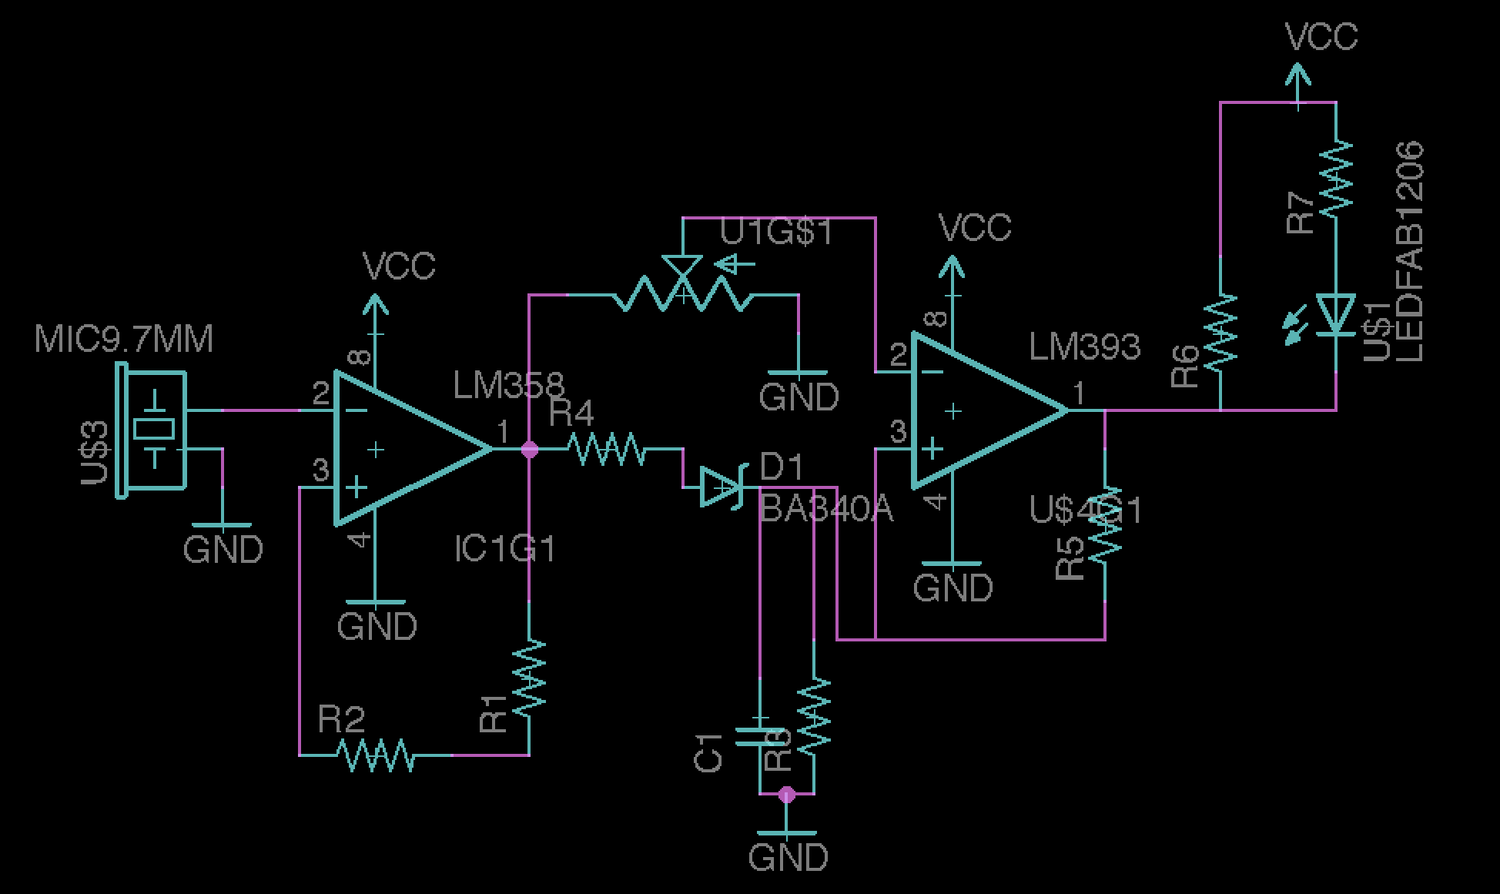 VCC
LEDFAB1206
R7
U$1
U1G$1
VCC
VCC
MIC9.7MM
8
8
LM393
R6
2
LM358
2
1
GND
R4
1
3
U$3
3
D1
4
BA340A
4
U$4G1
GND
IC1G1
R5
GND
GND
R2
R1
C1
R3
GND